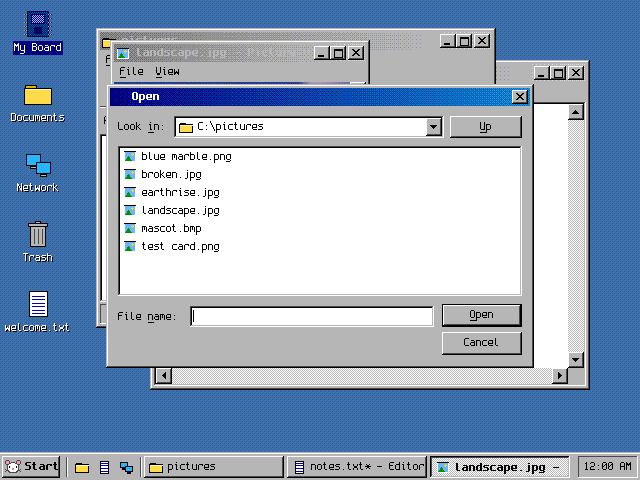 My Board
Documents
Network
Trash
welcome.txt
pictures
landscape.jpg - Pictur
File View
Open
Look in: C:\pictures Up
blue marble.png
broken.jpg
earthrise.jpg
landscape.jpg
mascot.bmp
test card.png
File name: Open
Cancel
Start pictures notes.txt* - Editor landscape.jpg - 12:00 AM